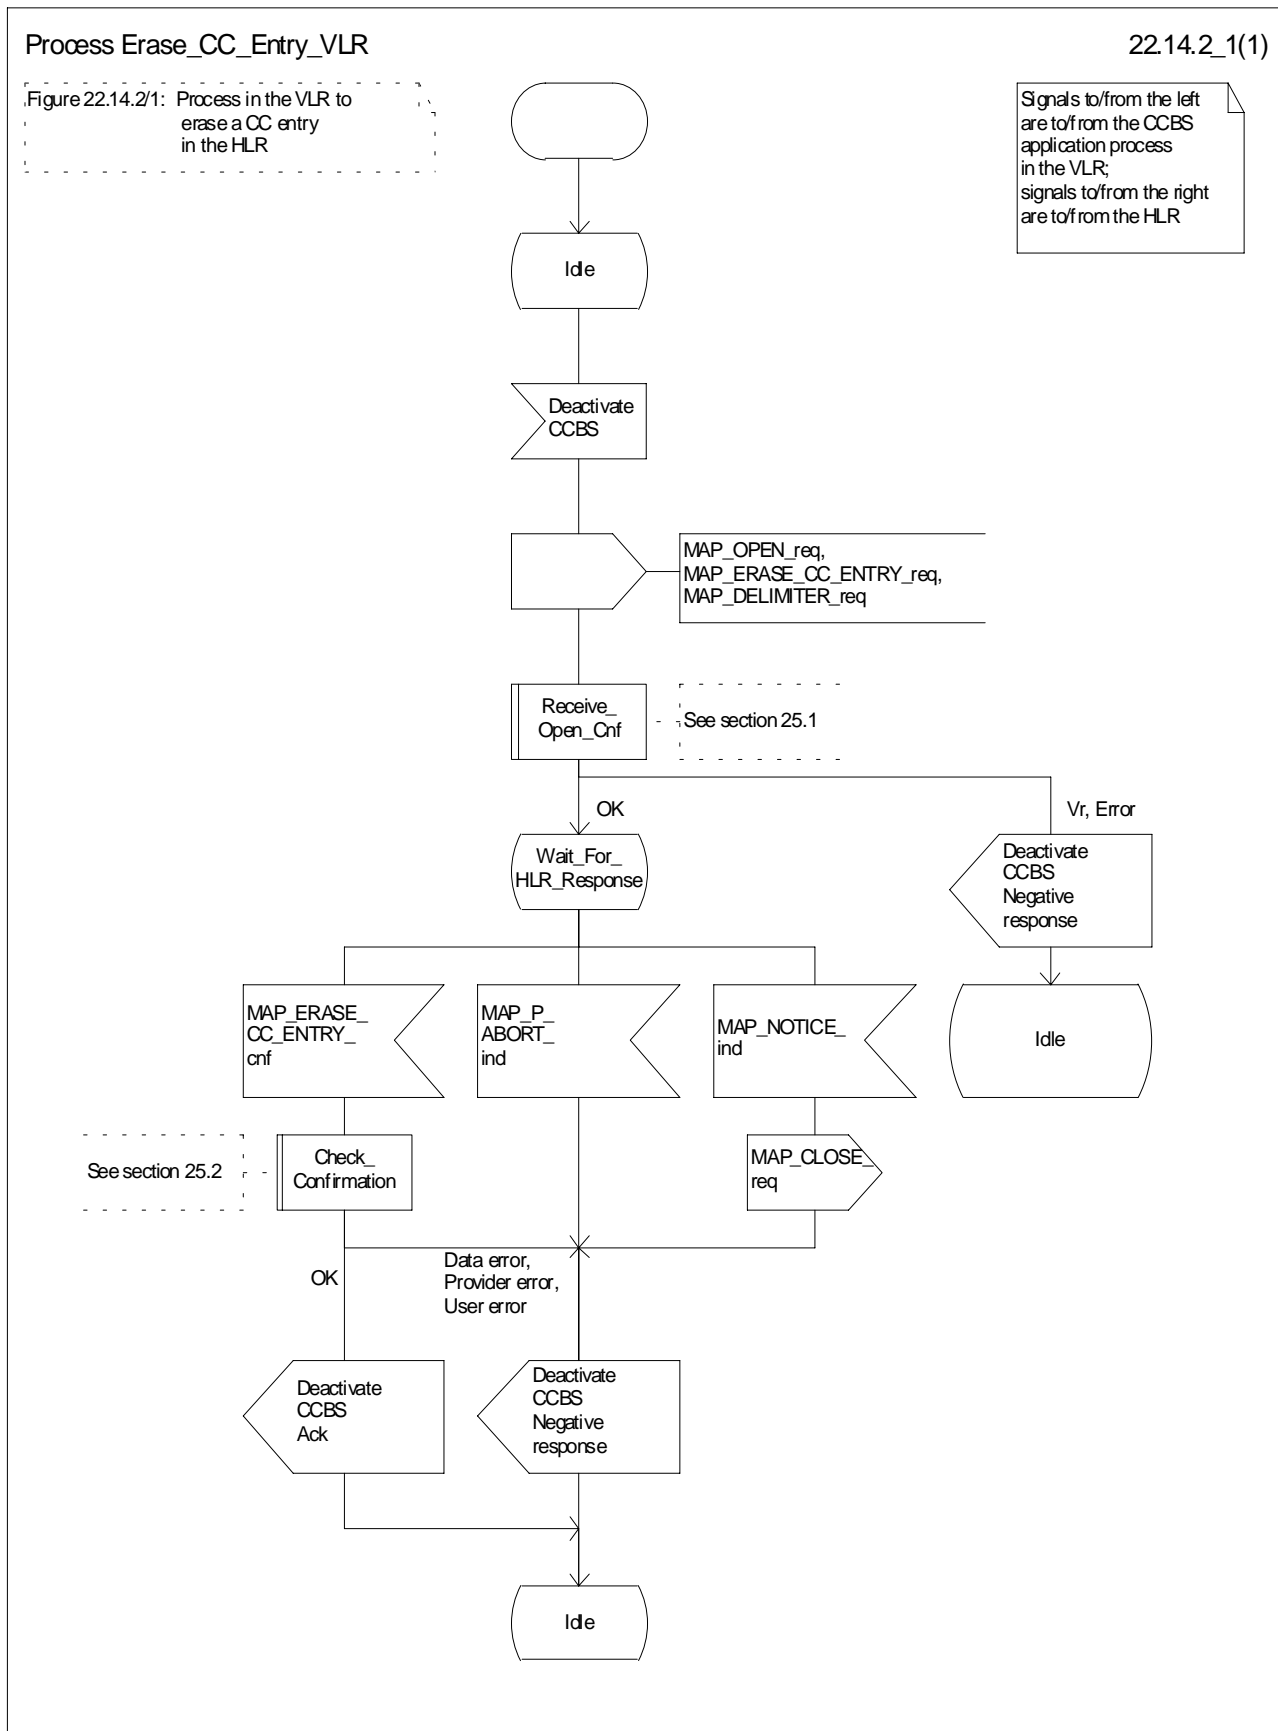 Process Erase_CC_Entry_VLR
22.14.2_1(1)
Figure 22.14.2/1: Process in the VLR to
erase a CC entry
in the HLR
Signals to/from the left
are to/from the CCBS
application process
in the VLR;
signals to/from the right
are to/from the HLR
Idle
Deactivate
CCBS
MAP_OPEN_req,
MAP_ERASE_CC_ENTRY_req,
MAP_DELIMITER_req
Receive_
Open_Cnf
See section 25.1
OK
Vr, Error
Wait_For_
HLR_Response
Deactivate
CCBS
Negative
response
MAP_ERASE_
CC_ENTRY_
cnf
MAP_P_
ABORT_
ind
MAP_NOTICE_
ind
Idle
See section 25.2
Check_
Confirmation
MAP_CLOSE_
req
OK
Data error,
Provider error,
User error
Deactivate
CCBS
Ack
Deactivate
CCBS
Negative
response
Idle